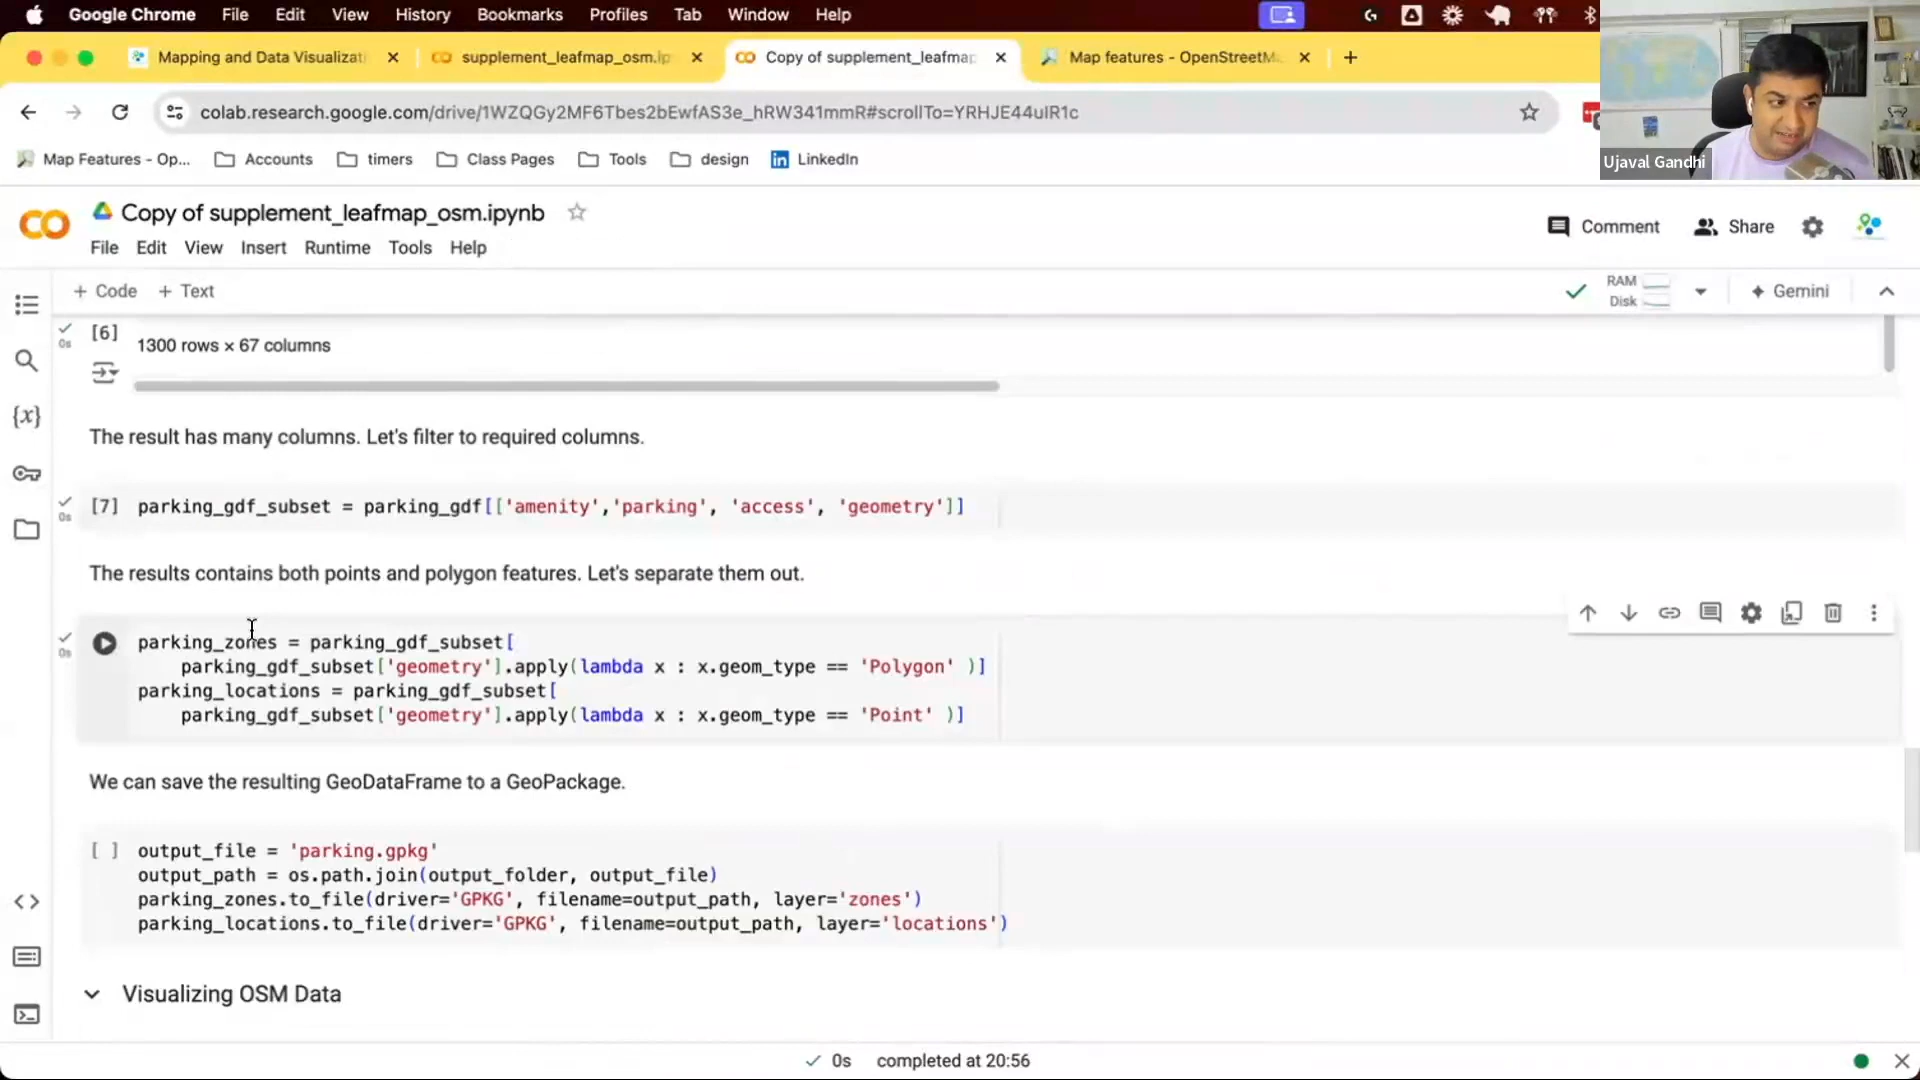 Google Chrome File Edit View History Bookmarks Profiles Tab Window Help
Mapping and Data Visualizati
supplement_leafmap_osm.ip
Copy of supplement_leafmap
Map features - OpenStreetMa
colab.research.google.com/drive/1WZQGy2MF6Tbes2bEwfAS3e_hRW341mmR#scrollTo=YRHJE44uIR1c
Ujaval Gandhi
Map Features - Op... Accounts timers Class Pages Tools design LinkedIn
Copy of supplement_leafmap_osm.ipynb
Comment Share
File Edit View Insert Runtime Tools Help
+ Code + Text
RAM
Disk
Gemini
[6]
0s
1300 rows × 67 columns
The result has many columns. Let's filter to required columns.
[7] parking_gdf_subset = parking_gdf[['amenity','parking', 'access', 'geometry']]
0s
The results contains both points and polygon features. Let's separate them out.
parking_zones = parking_gdf_subset[
0s
parking_gdf_subset['geometry'].apply(lambda x : x.geom_type == 'Polygon' )]
parking_locations = parking_gdf_subset[
parking_gdf_subset['geometry'].apply(lambda x : x.geom_type == 'Point' )]
We can save the resulting GeoDataFrame to a GeoPackage.
[ ] output_file = 'parking.gpkg'
output_path = os.path.join(output_folder, output_file)
parking_zones.to_file(driver='GPKG', filename=output_path, layer='zones')
parking_locations.to_file(driver='GPKG', filename=output_path, layer='locations')
Visualizing OSM Data
0s completed at 20:56